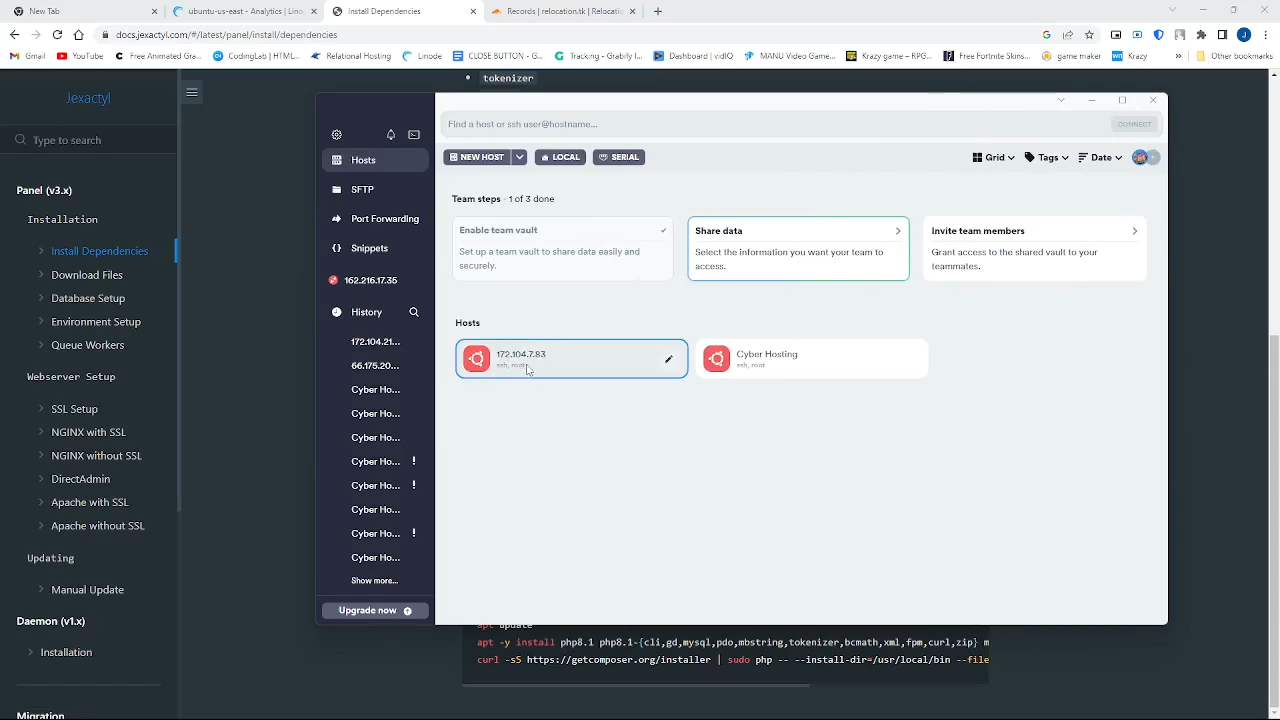 New Tab
ubuntu-us-east - Analytics | Lino
Install Dependencies
Records | relocation.tk | Relocatio
docs.jexactyl.com/#/latest/panel/install/dependencies
Gmail
YouTube
Free Animated Gra...
CodingLab | HTML...
Relational Hosting
Linode
CLOSE BUTTON - G...
Tracking - Grabify I...
Dashboard | vidIQ
MANU Video Game...
Krazy game – RPG...
Free Fortnite Skins...
game maker
Krazy
Other bookmarks
Jexactyl
Type to search
Panel (v3.x)
Installation
Install Dependencies
Download Files
Database Setup
Environment Setup
Queue Workers
Webserver Setup
SSL Setup
NGINX with SSL
NGINX without SSL
DirectAdmin
Apache with SSL
Apache without SSL
Updating
Manual Update
Daemon (v1.x)
Installation
Migration
tokenizer
Hosts
SFTP
Port Forwarding
Snippets
162.216.17.35
History
172.104.21...
66.175.20...
Cyber Ho...
Cyber Ho...
Cyber Ho...
Cyber Ho... !
Cyber Ho... !
Cyber Ho...
Cyber Ho... !
Cyber Ho...
Show more...
Upgrade now
Find a host or ssh user@hostname...
CONNECT
NEW HOST
LOCAL
SERIAL
Grid
Tags
Date
Team steps · 1 of 3 done
Enable team vault
Set up a team vault to share data easily and
securely.
Share data
Select the information you want your team to
access.
Invite team members
Grant access to the shared vault to your
teammates.
Hosts
172.104.7.83
ssh, root
Cyber Hosting
ssh, root
apt update
apt -y install php8.1 php8.1-{cli,gd,mysql,pdo,mbstring,tokenizer,bcmath,xml,fpm,curl,zip} m
curl -sS https://getcomposer.org/installer | sudo php -- --install-dir=/usr/local/bin --file